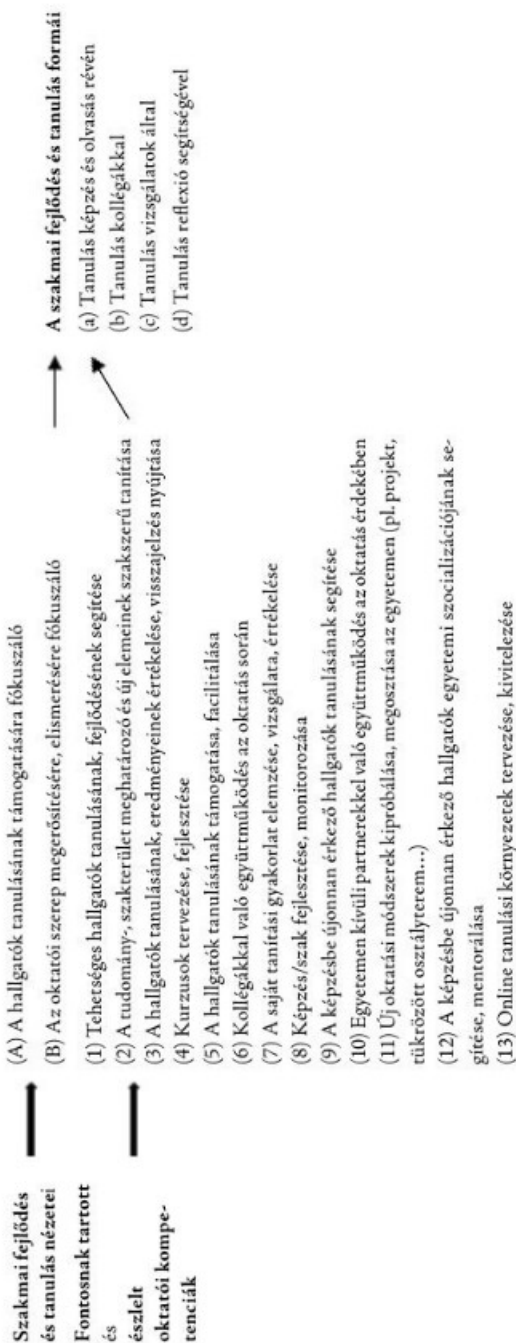 Szakmai fejlődés
és tanulás nézetei
Fontosnak tartott
és
észlelt
oktatói kompe-
tenciák
(A) A hallgatók tanulásának támogatására fókuszáló
(B) Az oktatói szerep megerősítésére, elismerésére fókuszáló
(1) Tehetséges hallgatók tanulásának, fejlődésének segítése
(2) A tudomány-, szakterület meghatározó és új elemeinek szakszerű tanítása
(3) A hallgatók tanulásának, eredményeinek értékelése, visszajelzés nyújtása
(4) Kurzusok tervezése, fejlesztése
(5) A hallgatók tanulásának támogatása, facilitálása
(6) Kollégákkal való együttműködés az oktatás során
(7) A saját tanítási gyakorlat elemzése, vizsgálata, értékelése
(8) Képzés/szak fejlesztése, monitorozása
(9) A képzésbe újonnan érkező hallgatók tanulásának segítése
(10) Egyetemen kívüli partnerekkel való együttműködés az oktatás érdekében
(11) Új oktatási módszerek kipróbálása, megosztása az egyetemen (pl. projekt,
tükrözött osztályterem…)
(12) A képzésbe újonnan érkező hallgatók egyetemi szocializációjának se-
gítése, mentorálása
(13) Online tanulási környezetek tervezése, kivitelezése
A szakmai fejlődés és tanulás formái
(a) Tanulás képzés és olvasás révén
(b) Tanulás kollégákkal
(c) Tanulás vizsgálatok által
(d) Tanulás reflexió segítségével